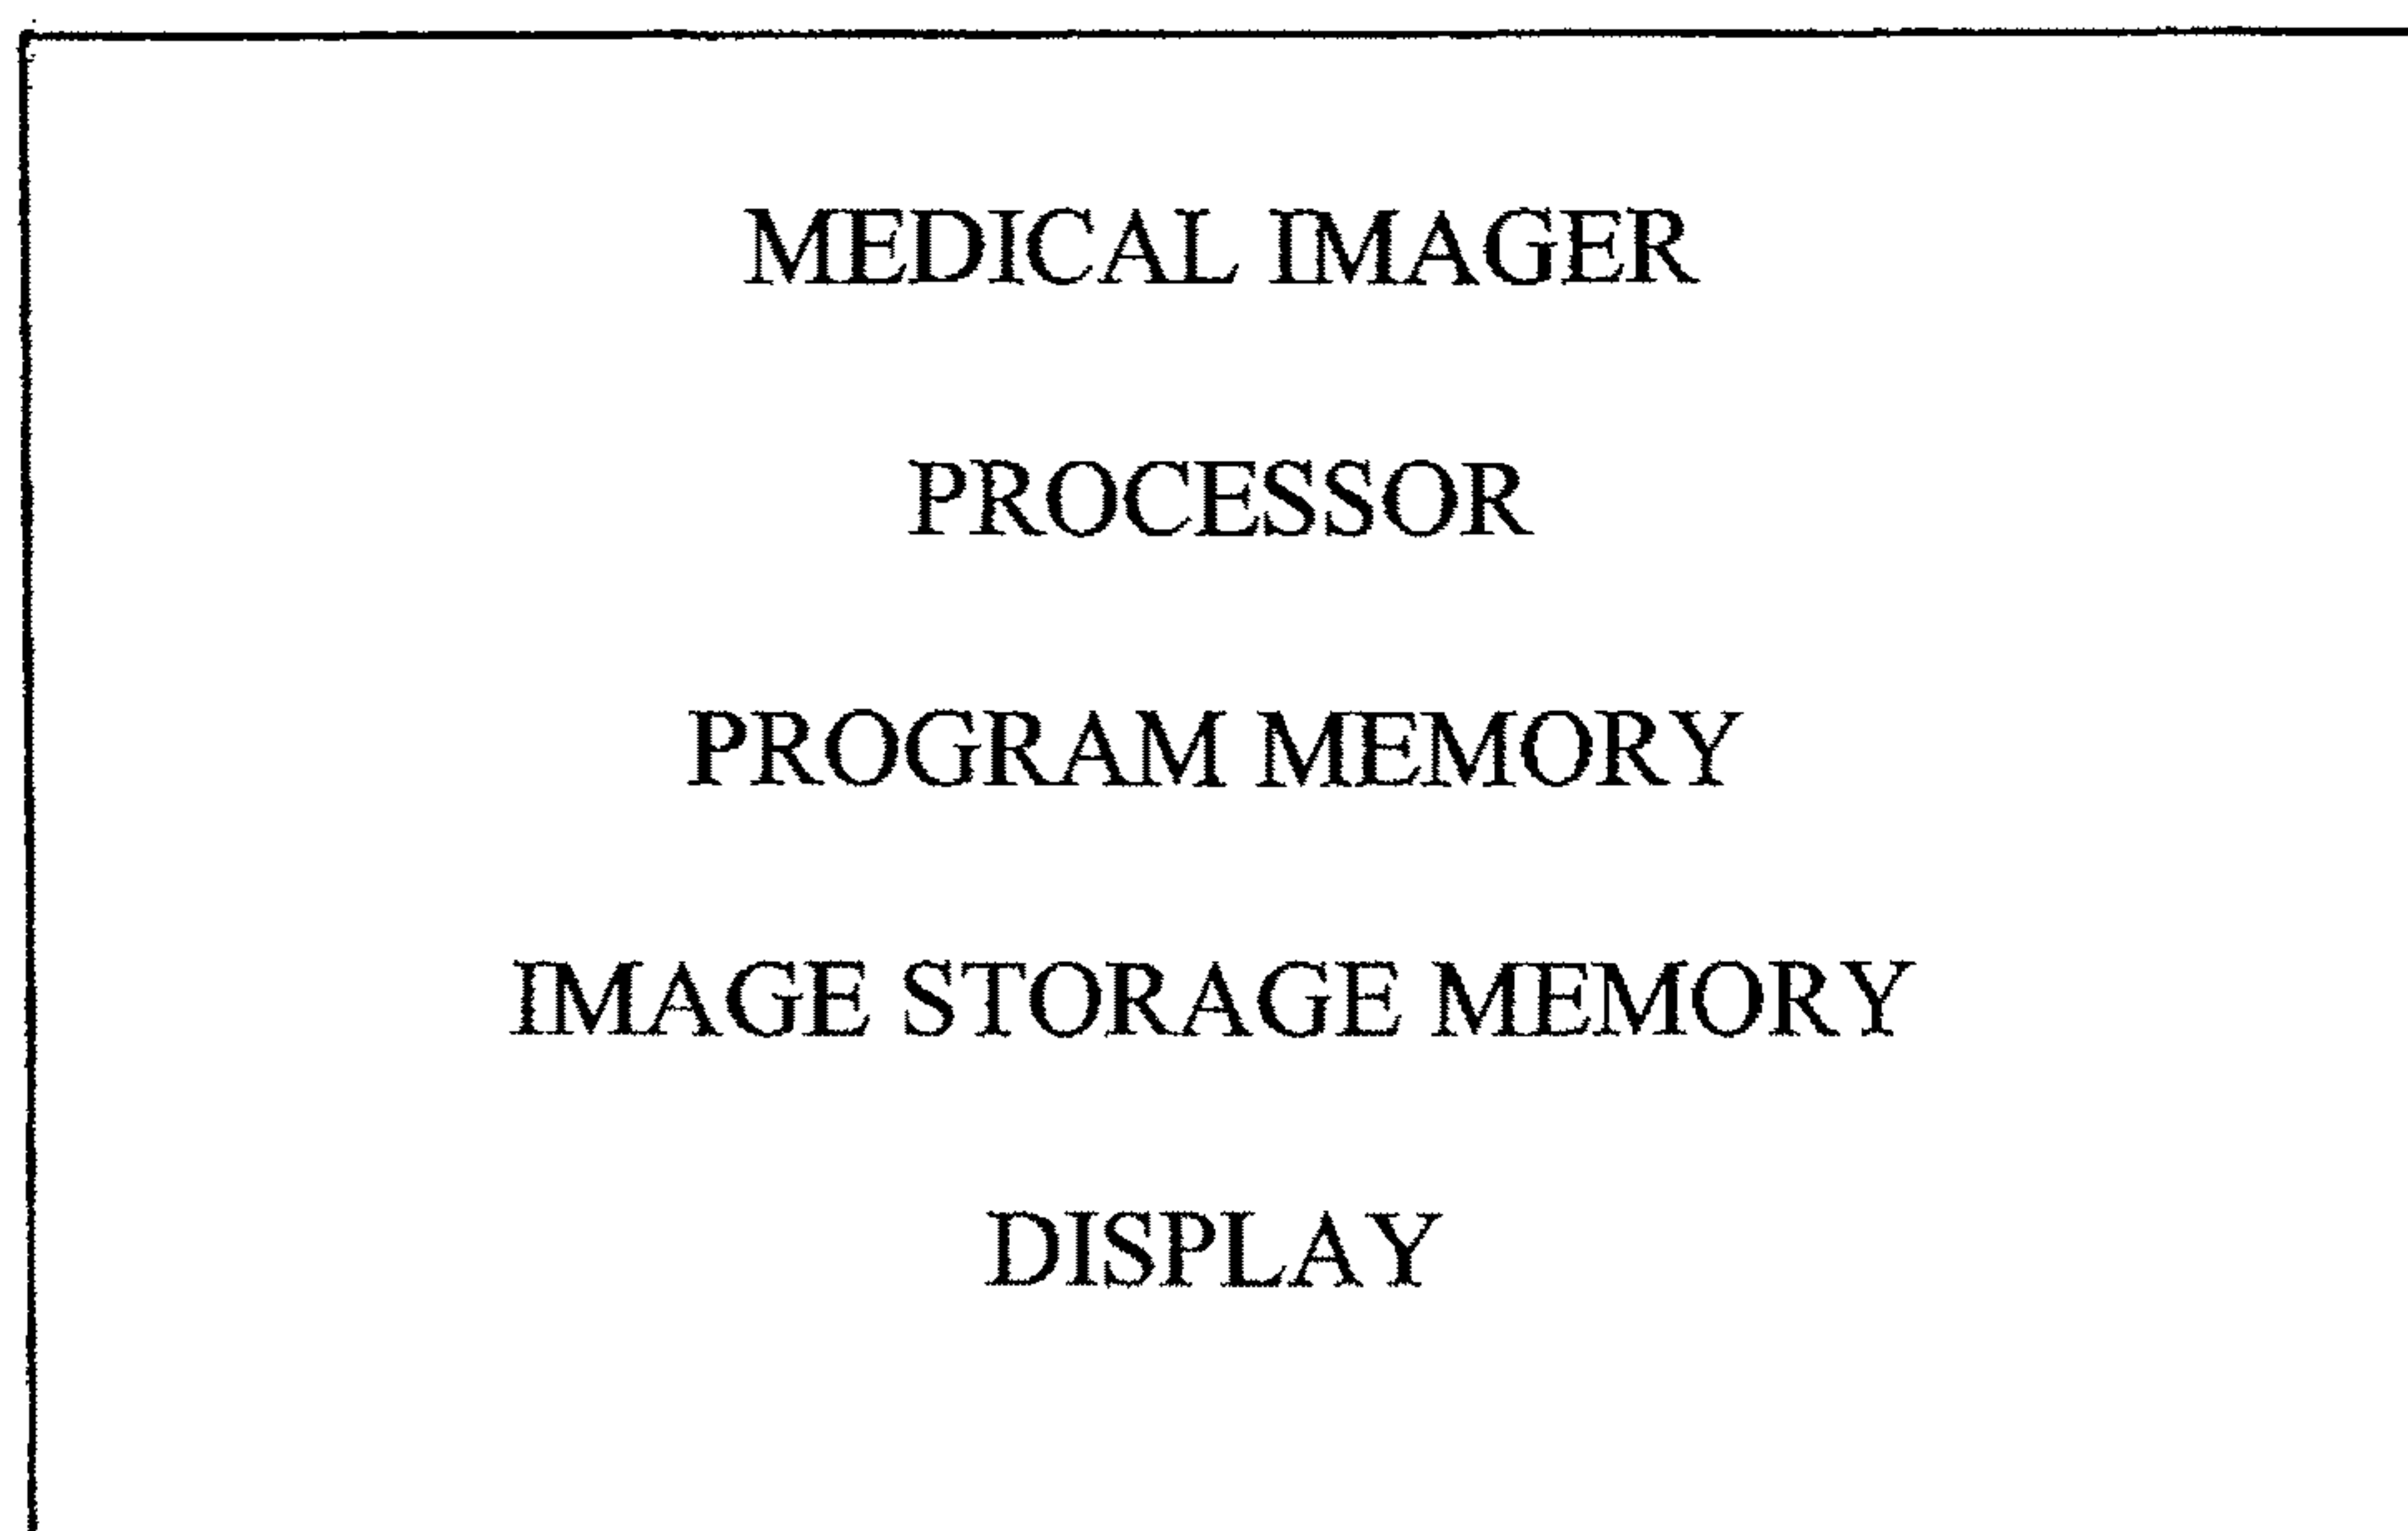 MEDICAL IMAGER
PROCESSOR
PROGRAM MEMORY
IMAGE STORAGE MEMORY
DISPLAY